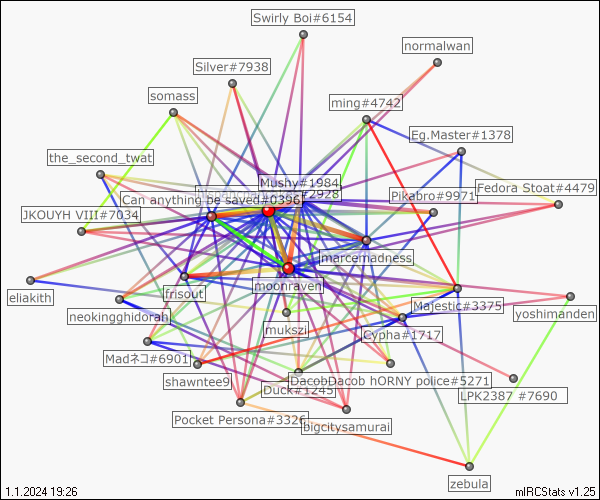 Swirly Boi#6154
normalwan
Silver#7938
somass
ming#4742
Eg.Master#1378
the_second_twat
Mushy#1984
#2928
Can anything be saved#0396
Pikabro#9971
Fedora Stoat#4479
JKOUYH VIII#7034
marcemadness
eliakith
frisout
moonraven
Majestic#3375
neokingghidorah
yoshimanden
mukszi
Cypha#1717
Madネコ#6901
shawntee9
DacobDacob hORNY police#5271
Duck#1245
LPK2387 #7690
Pocket Persona#3326
bigcitysamurai
zebula
1.1.2024 19:26
mIRCStats v1.25